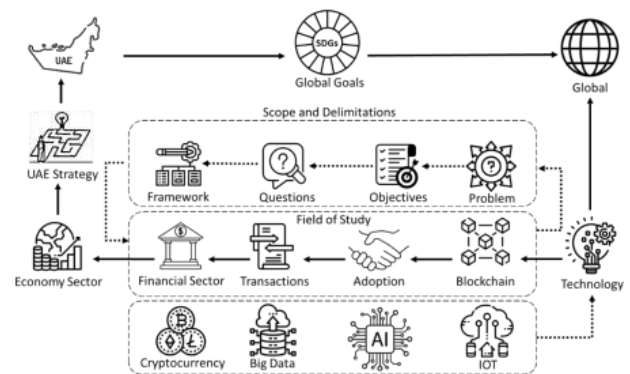 UAE
SDGs
Global Goals
Global
Scope and Delimitations
UAE Strategy
Framework
Questions
Objectives
Problem
Field of Study
Economy Sector
Financial Sector
Transactions
Adoption
Blockchain
Technology
AI
Cryptocurrency
Big Data
IOT